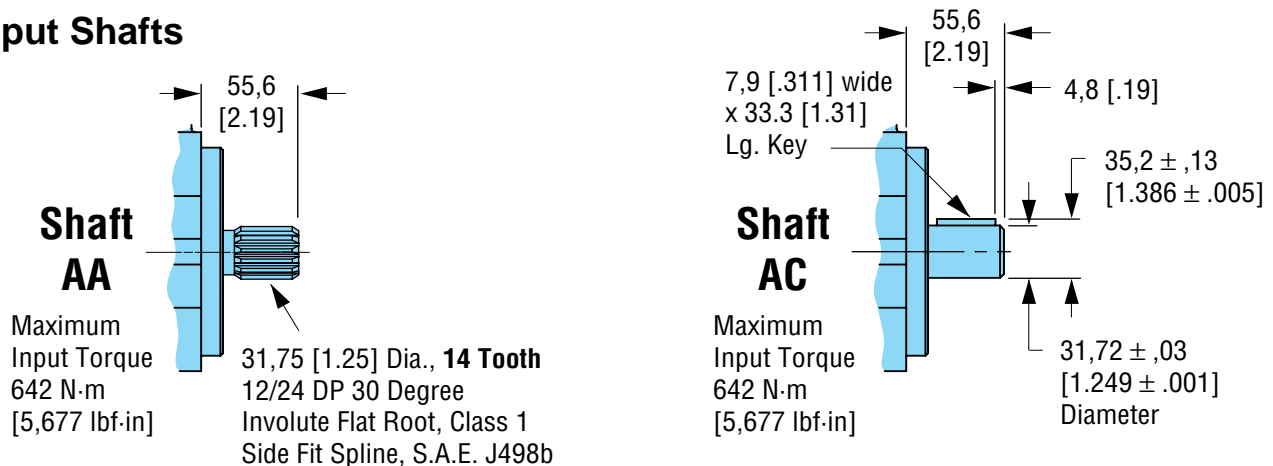 put Shafts
55,6
[2.19]
Shaft
AA
Maximum
Input Torque
642 N·m
[5,677 lbf·in]
31,75 [1.25] Dia., 14 Tooth
12/24 DP 30 Degree
Involute Flat Root, Class 1
Side Fit Spline, S.A.E. J498b
55,6
[2.19]
7,9 [.311] wide
x 33.3 [1.31]
Lg. Key
4,8 [.19]
35,2 ± ,13
[1.386 ± .005]
Shaft
AC
Maximum
Input Torque
642 N·m
[5,677 lbf·in]
31,72 ± ,03
[1.249 ± .001]
Diameter